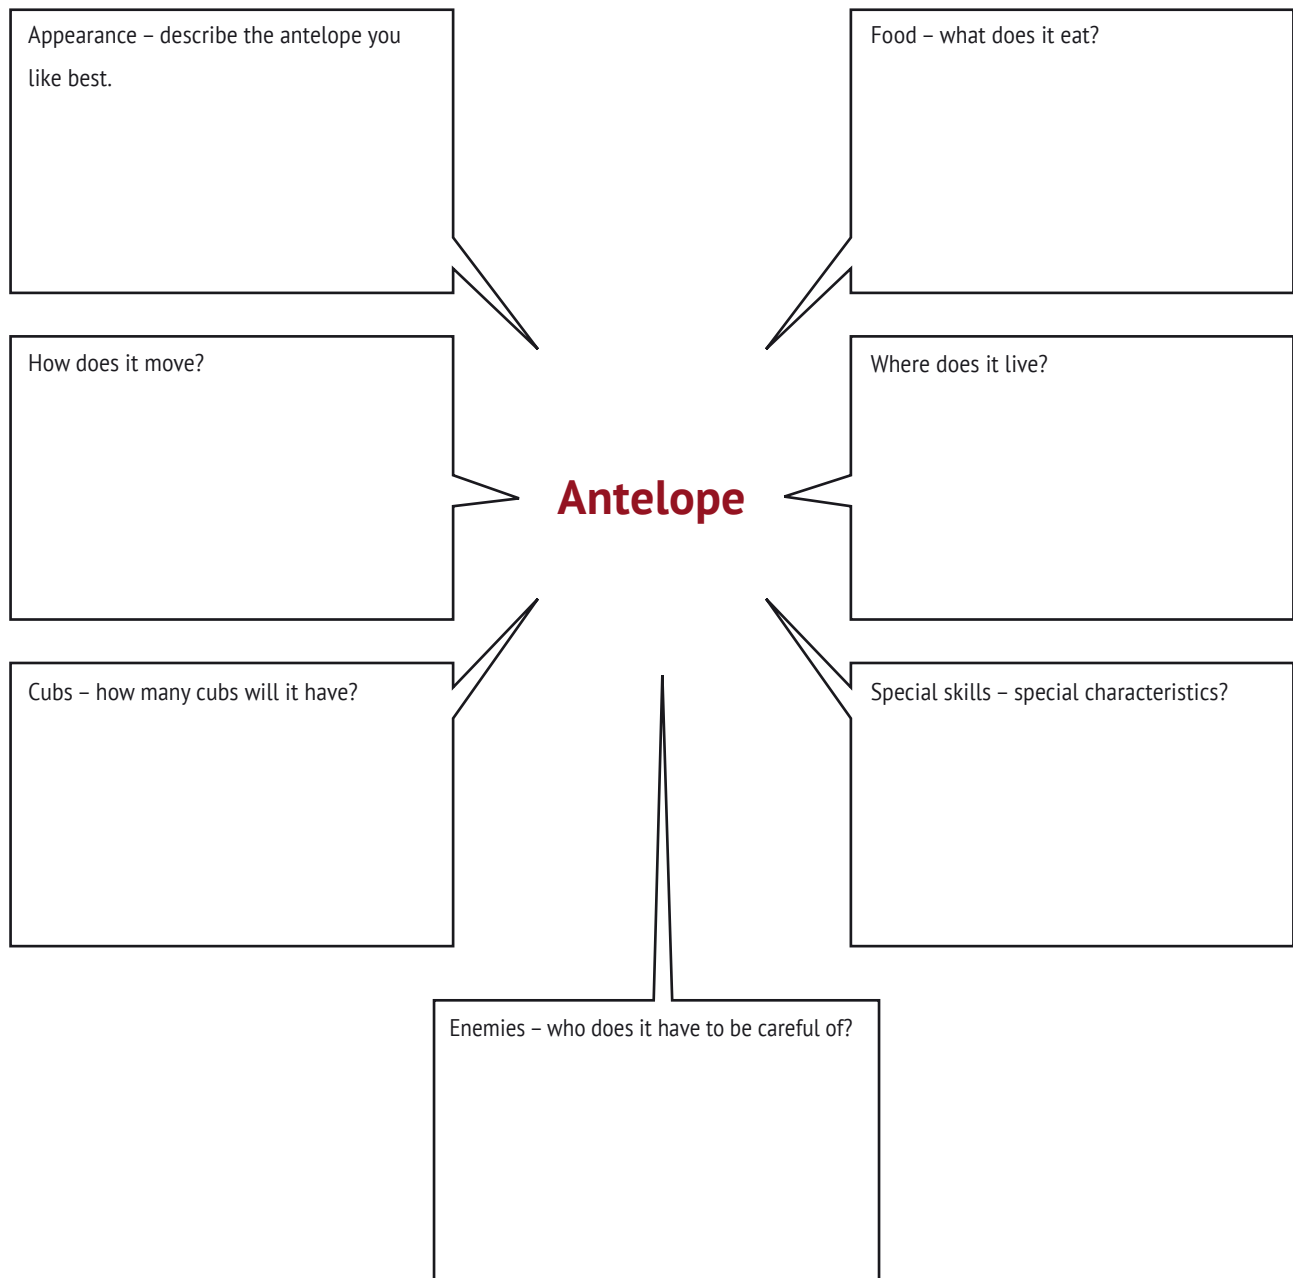 Appearance – describe the antelope you
like best.
Food – what does it eat?
How does it move?
Where does it live?
Antelope
Cubs – how many cubs will it have?
Special skills – special characteristics?
Enemies – who does it have to be careful of?